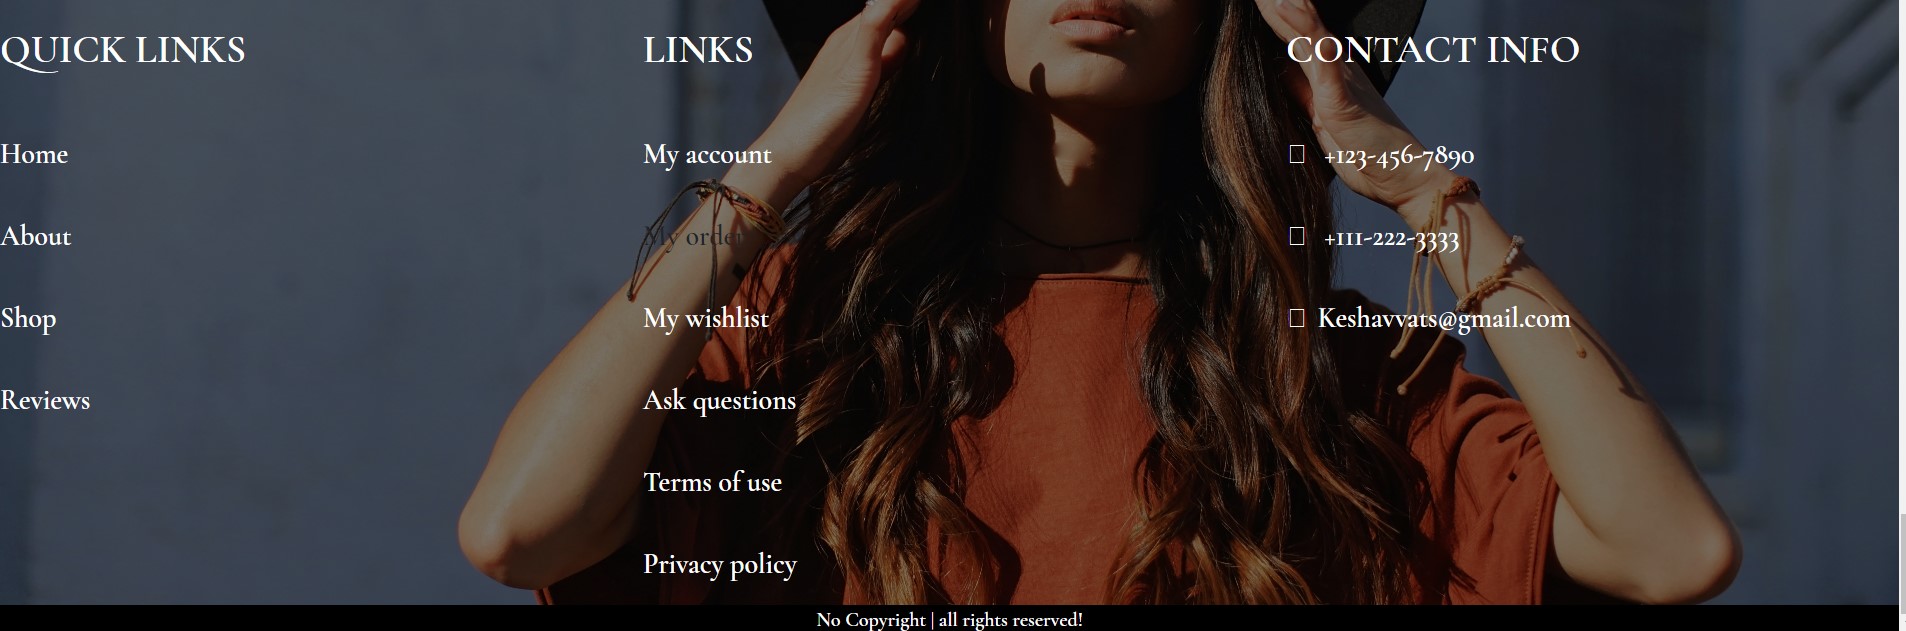 QUICK LINKS
Home
About
Shop
Reviews
LINKS
My account
My order
My wishlist
Ask questions
Terms of use
Privacy policy
CONTACT INFO
+123-456-7890
+111-222-3333
Keshavvats@gmail.com
No Copyright | all rights reserved!